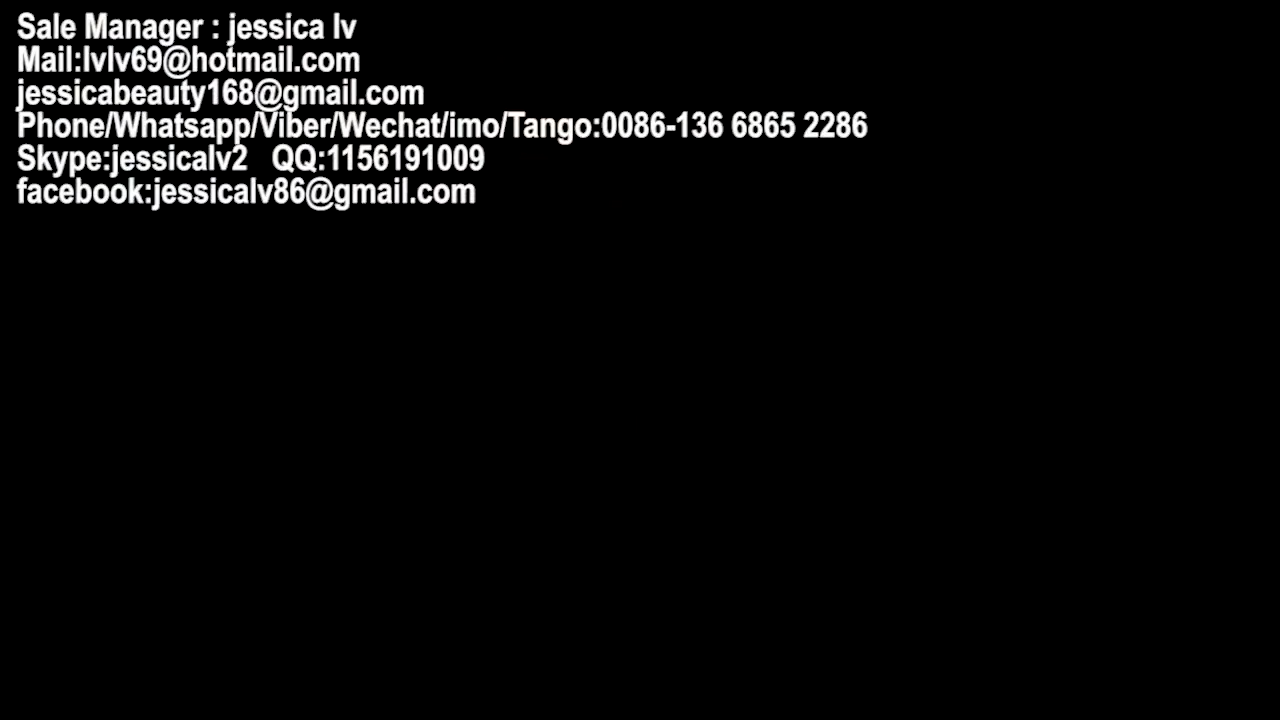 Sale Manager : jessica lv
Mail:lvlv69@hotmail.com
jessicabeauty168@gmail.com
Phone/Whatsapp/Viber/Wechat/imo/Tango:0086-136 6865 2286
Skype:jessicalv2   QQ:1156191009
facebook:jessicalv86@gmail.com